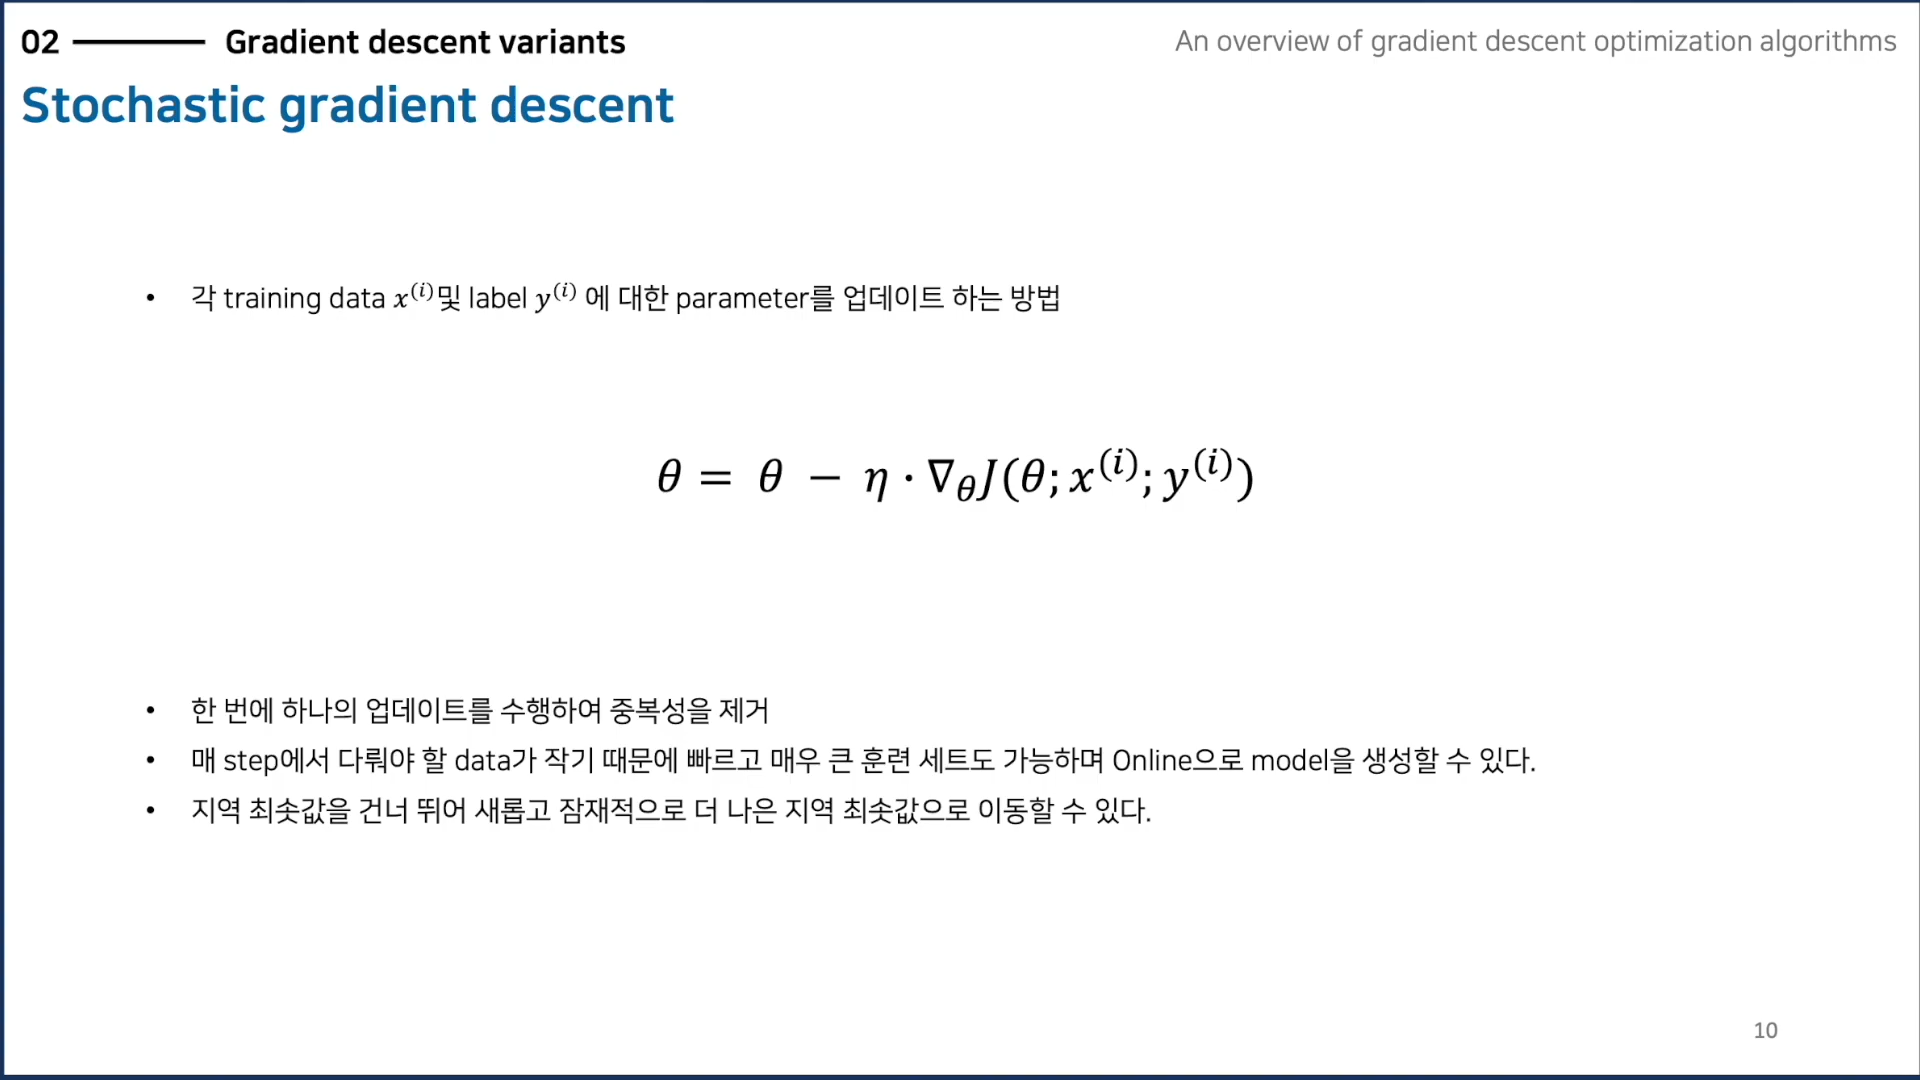 02 Gradient descent variants
An overview of gradient descent optimization algorithms
Stochastic gradient descent
• 각 training data x⁽ⁱ⁾및 label y⁽ⁱ⁾ 에 대한 parameter를 업데이트 하는 방법
θ = θ − η · ∇_θ J(θ; x⁽ⁱ⁾; y⁽ⁱ⁾)
• 한 번에 하나의 업데이트를 수행하여 중복성을 제거
• 매 step에서 다뤄야 할 data가 작기 때문에 빠르고 매우 큰 훈련 세트도 가능하며 Online으로 model을 생성할 수 있다.
• 지역 최솟값을 건너 뛰어 새롭고 잠재적으로 더 나은 지역 최솟값으로 이동할 수 있다.
10